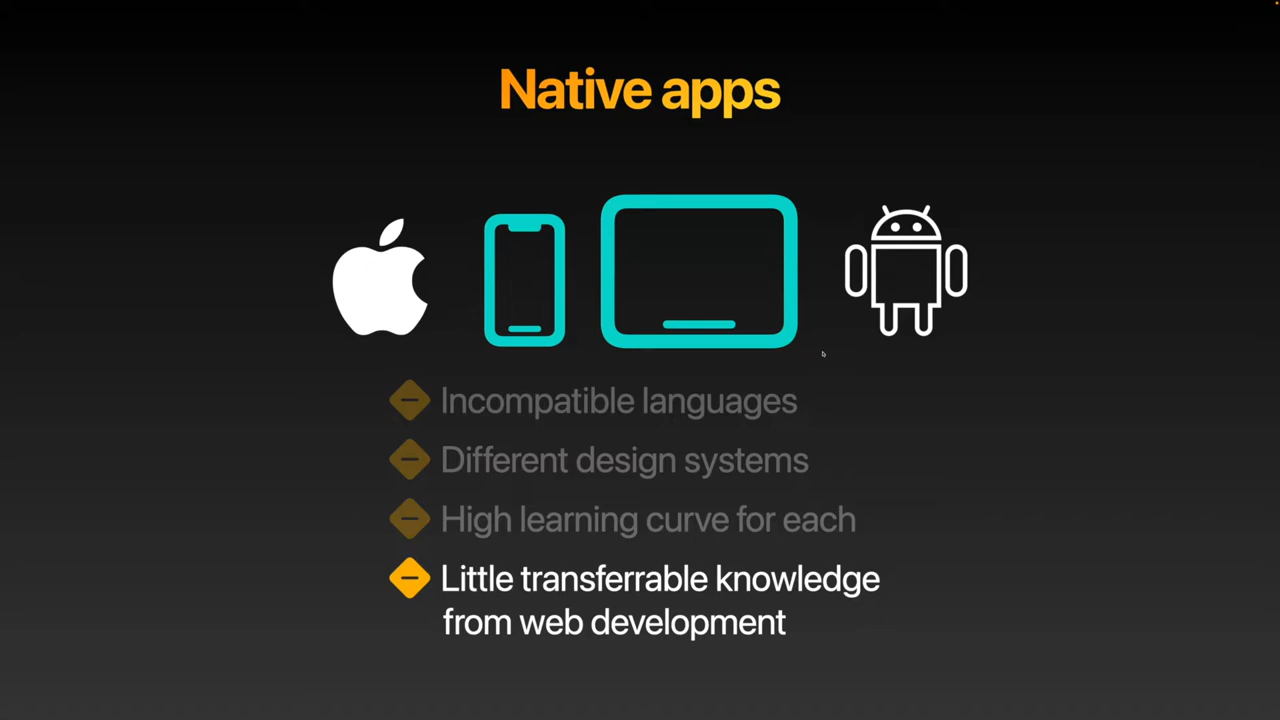 Native apps
Incompatible languages
Different design systems
High learning curve for each
Little transferrable knowledge
from web development